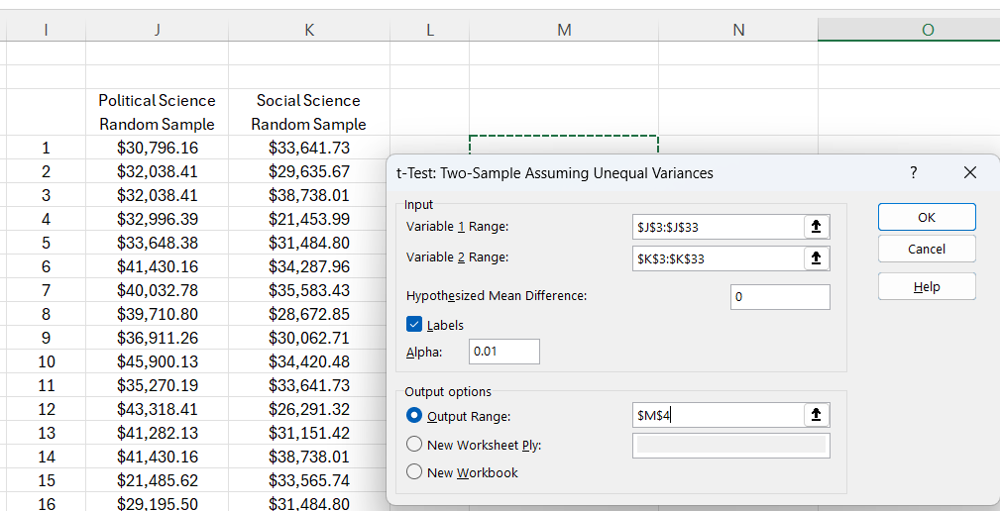 I J K L M N O
Political Science Social Science
Random Sample Random Sample
1 $30,796.16 $33,641.73
2 $32,038.41 $29,635.67
3 $32,038.41 $38,738.01
4 $32,996.39 $21,453.99
5 $33,648.38 $31,484.80
6 $41,430.16 $34,287.96
7 $40,032.78 $35,583.43
8 $39,710.80 $28,672.85
9 $36,911.26 $30,062.71
10 $45,900.13 $34,420.48
11 $35,270.19 $33,641.73
12 $43,318.41 $26,291.32
13 $41,282.13 $31,151.42
14 $41,430.16 $38,738.01
15 $21,485.62 $33,565.74
16 $29,195.50 $31,484.80
t-Test: Two-Sample Assuming Unequal Variances ?
Input
Variable 1 Range: $J$3:$J$33
Variable 2 Range: $K$3:$K$33
Hypothesized Mean Difference: 0
Labels
Alpha: 0.01
Output options
Output Range: $M$4
New Worksheet Ply:
New Workbook
OK
Cancel
Help